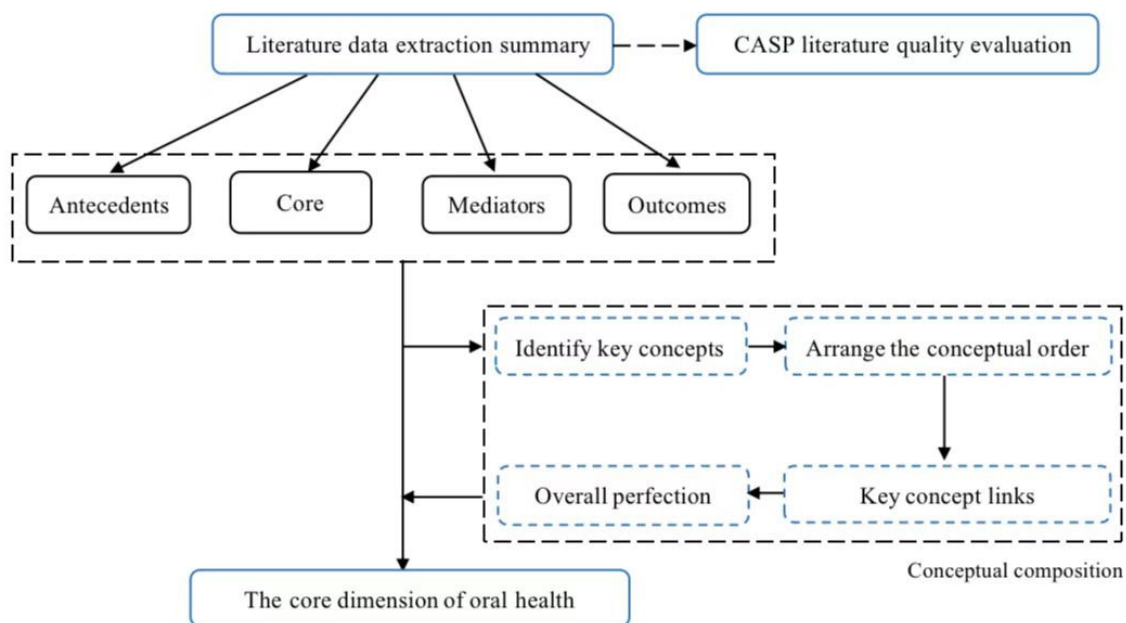 Literature data extraction summary
CASP literature quality evaluation
Antecedents
Core
Mediators
Outcomes
Identify key concepts
Arrange the conceptual order
Overall perfection
Key concept links
Conceptual composition
The core dimension of oral health